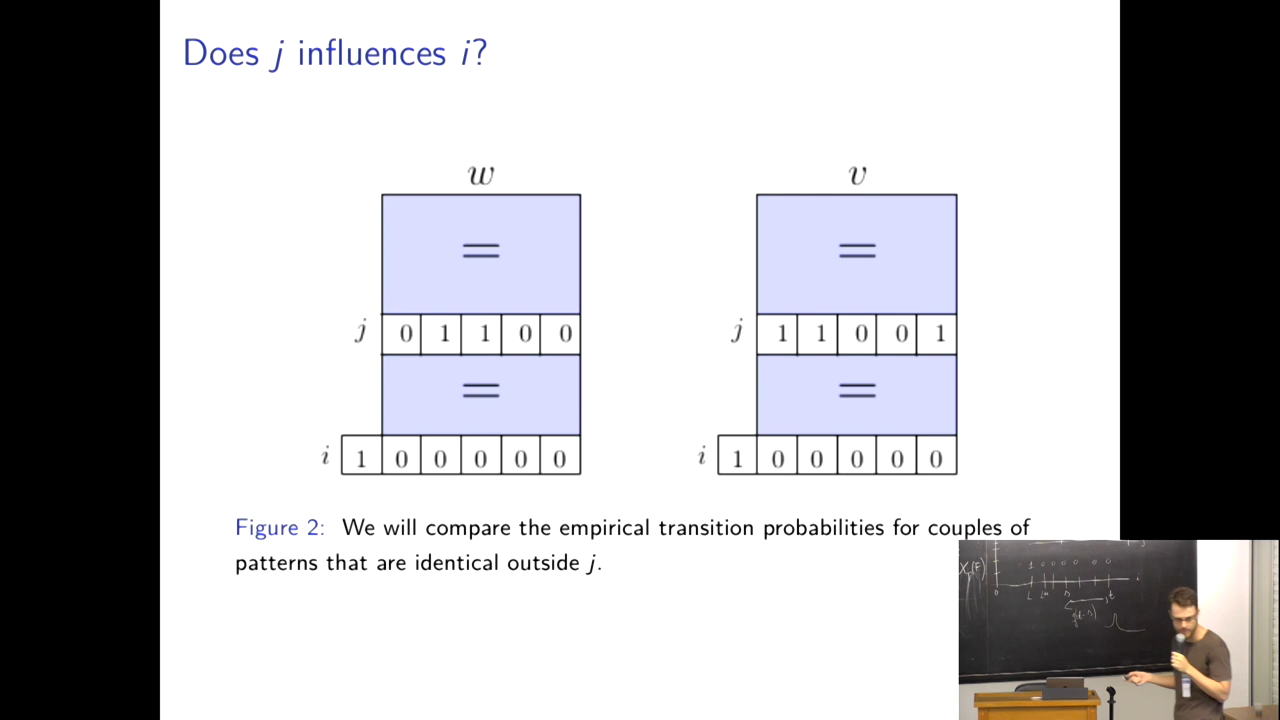 Does j influences i?
w
v
=
=
j 0 1 1 0 0
j 1 1 0 0 1
=
=
i 1 0 0 0 0 0
i 1 0 0 0 0 0
Figure 2: We will compare the empirical transition probabilities for couples of
patterns that are identical outside j.